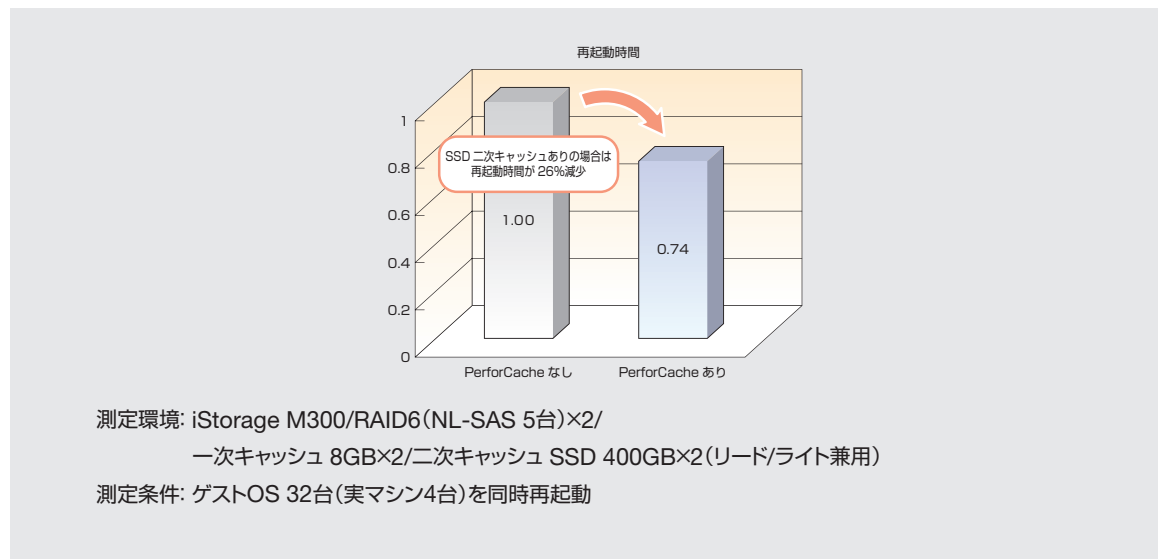 再起動時間
1
0.8
0.6
0.4
0.2
0
SSD 二次キャッシュありの場合は
再起動時間が 26%減少
1.00
0.74
PerforCache なし
PerforCache あり
測定環境: iStorage M300/RAID6(NL-SAS 5台)×2/
一次キャッシュ 8GB×2/二次キャッシュ SSD 400GB×2(リード/ライト兼用)
測定条件: ゲストOS 32台(実マシン4台)を同時再起動